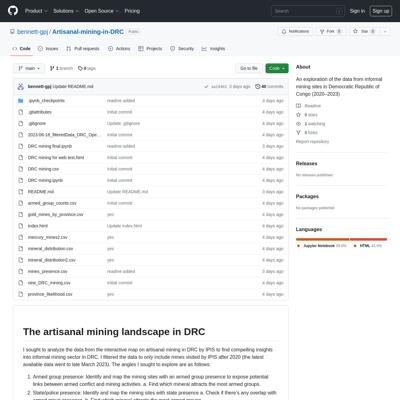 Product Solutions Open Source Pricing
Search
Sign in
Sign up
bennett-gpj / Artisanal-mining-in-DRC Public
Notifications Fork 0 Star 0
Code Issues Pull requests Actions Projects Security Insights
main 1 branch 0 tags
Go to file Code
bennett-gpj Update README.md 3 days ago 40 commits
.ipynb_checkpoints readme added 3 days ago
.gitattributes initial commit 4 days ago
.gitignore Update .gitignore 4 days ago
initial commit 4 days ago
DRC mining final.ipynb readme added 3 days ago
DRC mining for web test.html initial commit 4 days ago
DRC mining.csv initial commit 4 days ago
DRC mining.ipynb initial commit 4 days ago
README.md Update README.md 3 days ago
armed_group_counts.csv initial commit 4 days ago
gold_mines_by_province.csv yes 4 days ago
index.html Update index.html 4 days ago
mercury_mines2.csv yes 4 days ago
mineral_distribution.csv yes 4 days ago
mineral_distribution2.csv yes 4 days ago
mines_presence.csv readme added 3 days ago
new_DRC_mining.csv initial commit 4 days ago
province_likelihood.csv yes 4 days ago
About
An exploration of the data from informal
mining sites in Democratic Republic of
Congo (2020–2023)
Readme
0 stars
2 watching
0 forks
Report repository
Releases
No releases published
Packages
No packages published
Languages
Jupyter Notebook HTML
The artisanal mining landscape in DRC
I sought to analyze the data from the interactive map on artisanal mining in DRC by IPIS to find compelling insights
into informal mining sector in DRC. I filtered the data to only include mines visited by IPIS after 2020 (the latest
available data went to late March 2023). The angles I sought to explore are as follows:
1. Armed group presence: Identify and map the mining sites with an armed group presence to expose potential
links between armed conflict and mining activities. a. Find which mineral attracts the most armed groups.
2. State/police presence: Identify and map the mining sites with state presence a. Check if there's any overlap with